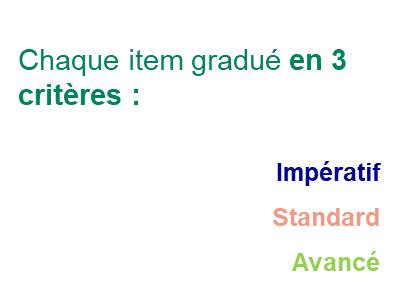 Chaque item gradué en 3
critères :
Impératif
Standard
Avancé